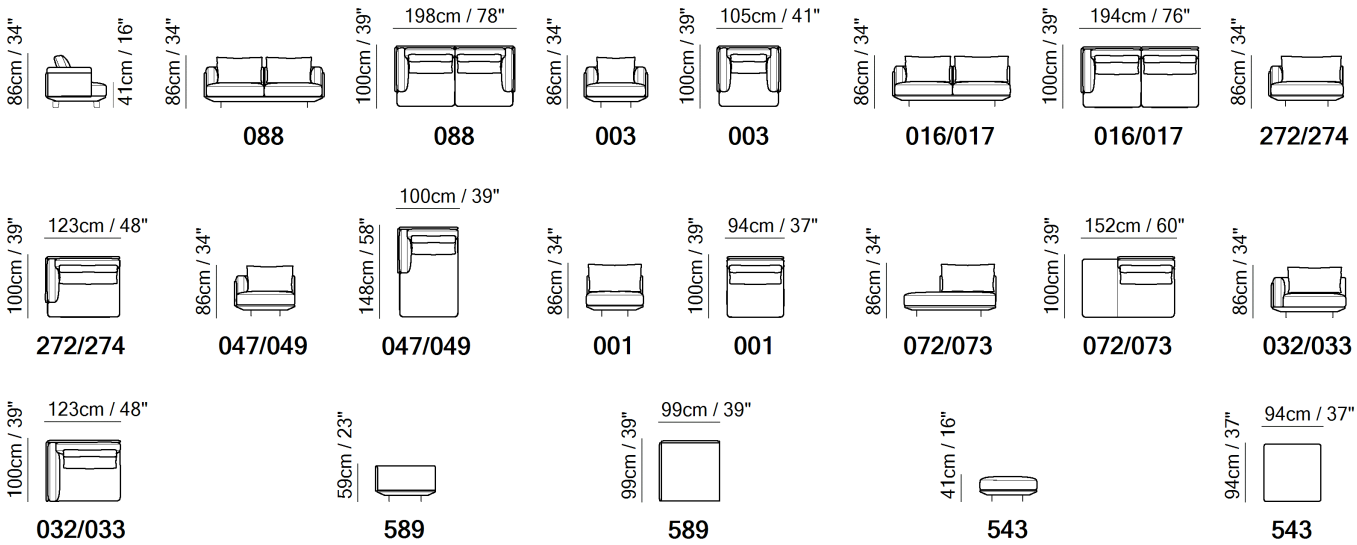 86cm / 34"
41cm / 16"
86cm / 34"
088
198cm / 78"
100cm / 39"
088
86cm / 34"
003
105cm / 41"
100cm / 39"
003
86cm / 34"
016/017
194cm / 76"
100cm / 39"
016/017
86cm / 34"
272/274
123cm / 48"
100cm / 39"
272/274
86cm / 34"
047/049
100cm / 39"
148cm / 58"
047/049
86cm / 34"
001
94cm / 37"
100cm / 39"
001
86cm / 34"
072/073
152cm / 60"
100cm / 39"
072/073
86cm / 34"
032/033
123cm / 48"
100cm / 39"
032/033
59cm / 23"
589
99cm / 39"
99cm / 39"
589
41cm / 16"
543
94cm / 37"
94cm / 37"
543